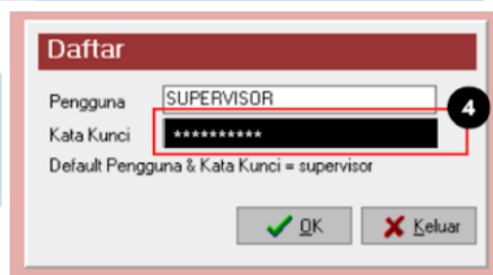 Daftar
Pengguna SUPERVISOR
Kata Kunci **********
4
Default Pengguna & Kata Kunci = supervisor
OK Keluar